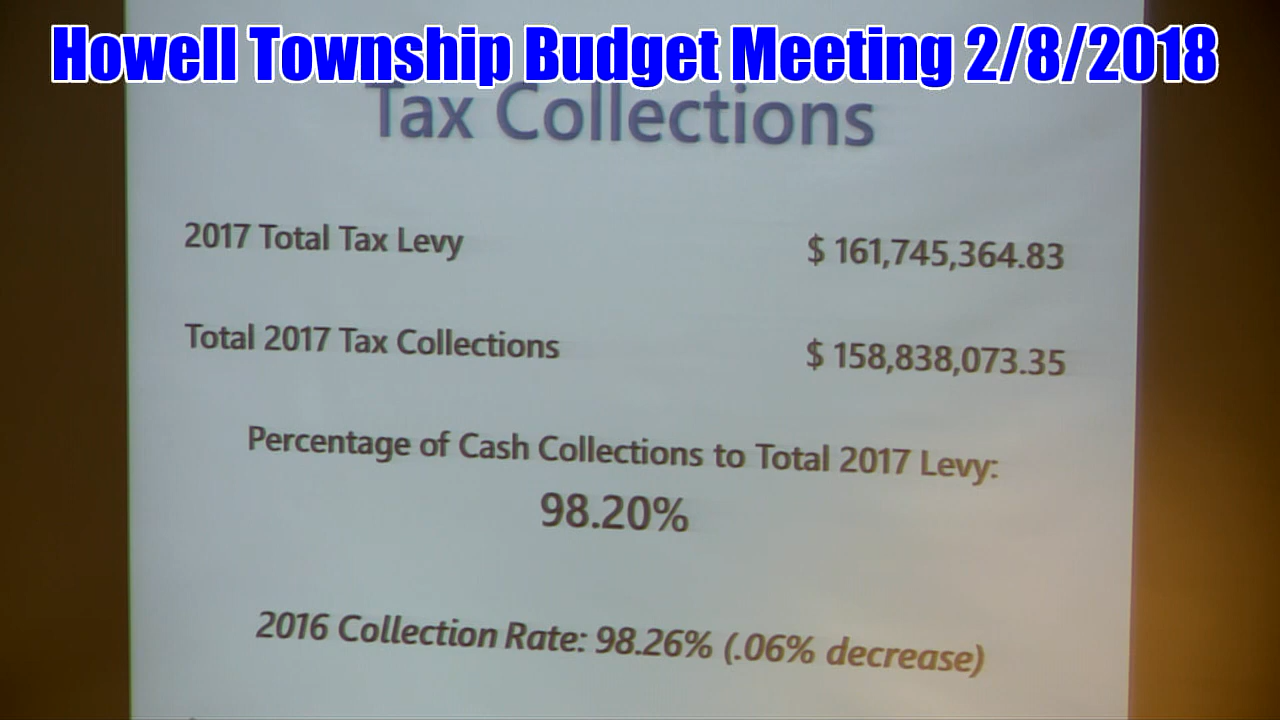 Howell Township Budget Meeting 2/8/2018
Tax Collections
2017 Total Tax Levy $ 161,745,364.83
Total 2017 Tax Collections $ 158,838,073.35
Percentage of Cash Collections to Total 2017 Levy:
98.20%
2016 Collection Rate: 98.26% (.06% decrease)